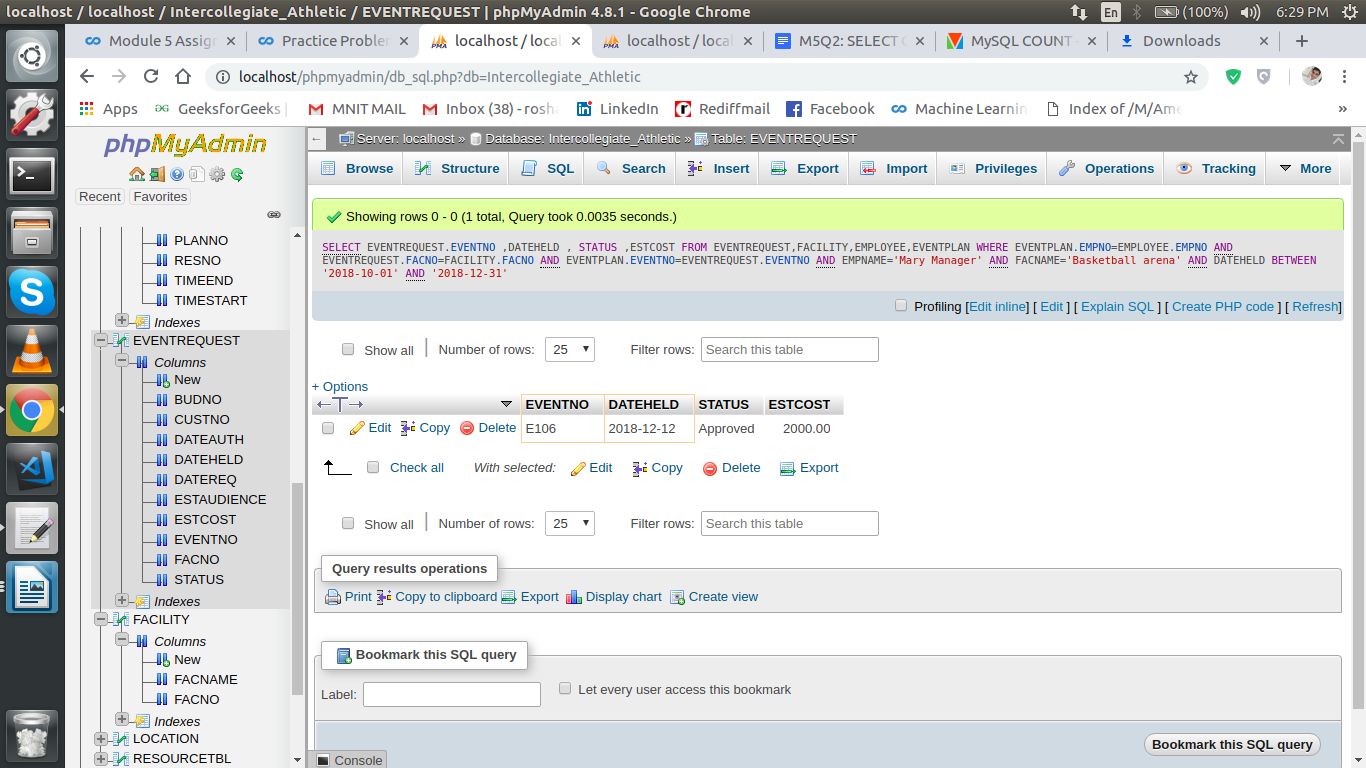 localhost / localhost / Intercollegiate_Athletic / EVENTREQUEST | phpMyAdmin 4.8.1 - Google Chrome
En
(100%)
6:29 PM
Module 5 Assig
Practice Problem
localhost / local
localhost / local
M5Q2: SELECT
MySQL COUNT
Downloads
localhost/phpmyadmin/db_sql.php?db=Intercollegiate_Athletic
Apps
GeeksforGeeks |
MNIT MAIL
Inbox (38) - rosh
LinkedIn
Rediffmail
Facebook
Machine Learnin
Index of /M/Ame
»
phpMyAdmin
Recent
Favorites
PLANNO
RESNO
TIMEEND
TIMESTART
Indexes
EVENTREQUEST
Columns
New
BUDNO
CUSTNO
DATEAUTH
DATEHELD
DATEREQ
ESTAUDIENCE
ESTCOST
EVENTNO
FACNO
STATUS
Indexes
FACILITY
Columns
New
FACNAME
FACNO
Indexes
LOCATION
RESOURCETBL
Server: localhost » Database: Intercollegiate_Athletic » Table: EVENTREQUEST
Browse
Structure
SQL
Search
Insert
Export
Import
Privileges
Operations
Tracking
More
Showing rows 0 - 0 (1 total, Query took 0.0035 seconds.)
SELECT EVENTREQUEST.EVENTNO ,DATEHELD , STATUS ,ESTCOST FROM EVENTREQUEST,FACILITY,EMPLOYEE,EVENTPLAN WHERE EVENTPLAN.EMPNO=EMPLOYEE.EMPNO AND
EVENTREQUEST.FACNO=FACILITY.FACNO AND EVENTPLAN.EVENTNO=EVENTREQUEST.EVENTNO AND EMPNAME='Mary Manager' AND FACNAME='Basketball arena' AND DATEHELD BETWEEN
'2018-10-01' AND '2018-12-31'
Profiling [Edit inline] [ Edit ] [ Explain SQL ] [ Create PHP code ] [ Refresh]
Show all
Number of rows:
25
Filter rows:
Search this table
+ Options
EVENTNO
DATEHELD
STATUS
ESTCOST
Edit
Copy
Delete
E106
2018-12-12
Approved
2000.00
Check all
With selected:
Edit
Copy
Delete
Export
Show all
Number of rows:
25
Filter rows:
Search this table
Query results operations
Print
Copy to clipboard
Export
Display chart
Create view
Bookmark this SQL query
Label:
Let every user access this bookmark
Bookmark this SQL query
Console